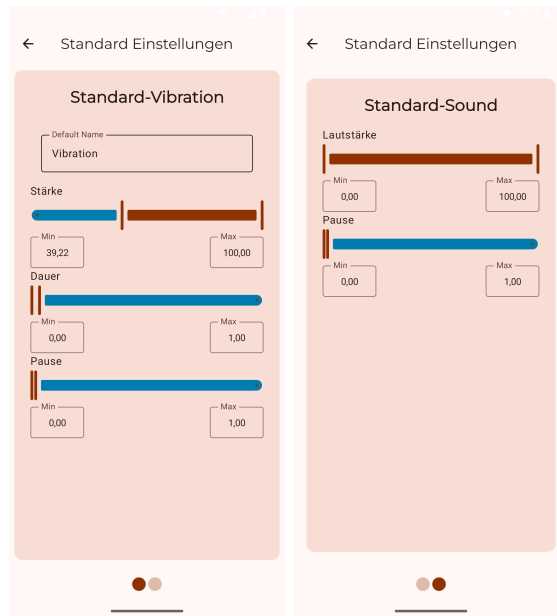 Standard Einstellungen
Standard-Vibration
Default Name
Vibration
Stärke
Min
39,22
Max
100,00
Dauer
Min
0,00
Max
1,00
Pause
Min
0,00
Max
1,00
Standard Einstellungen
Standard-Sound
Lautstärke
Min
0,00
Max
100,00
Pause
Min
0,00
Max
1,00